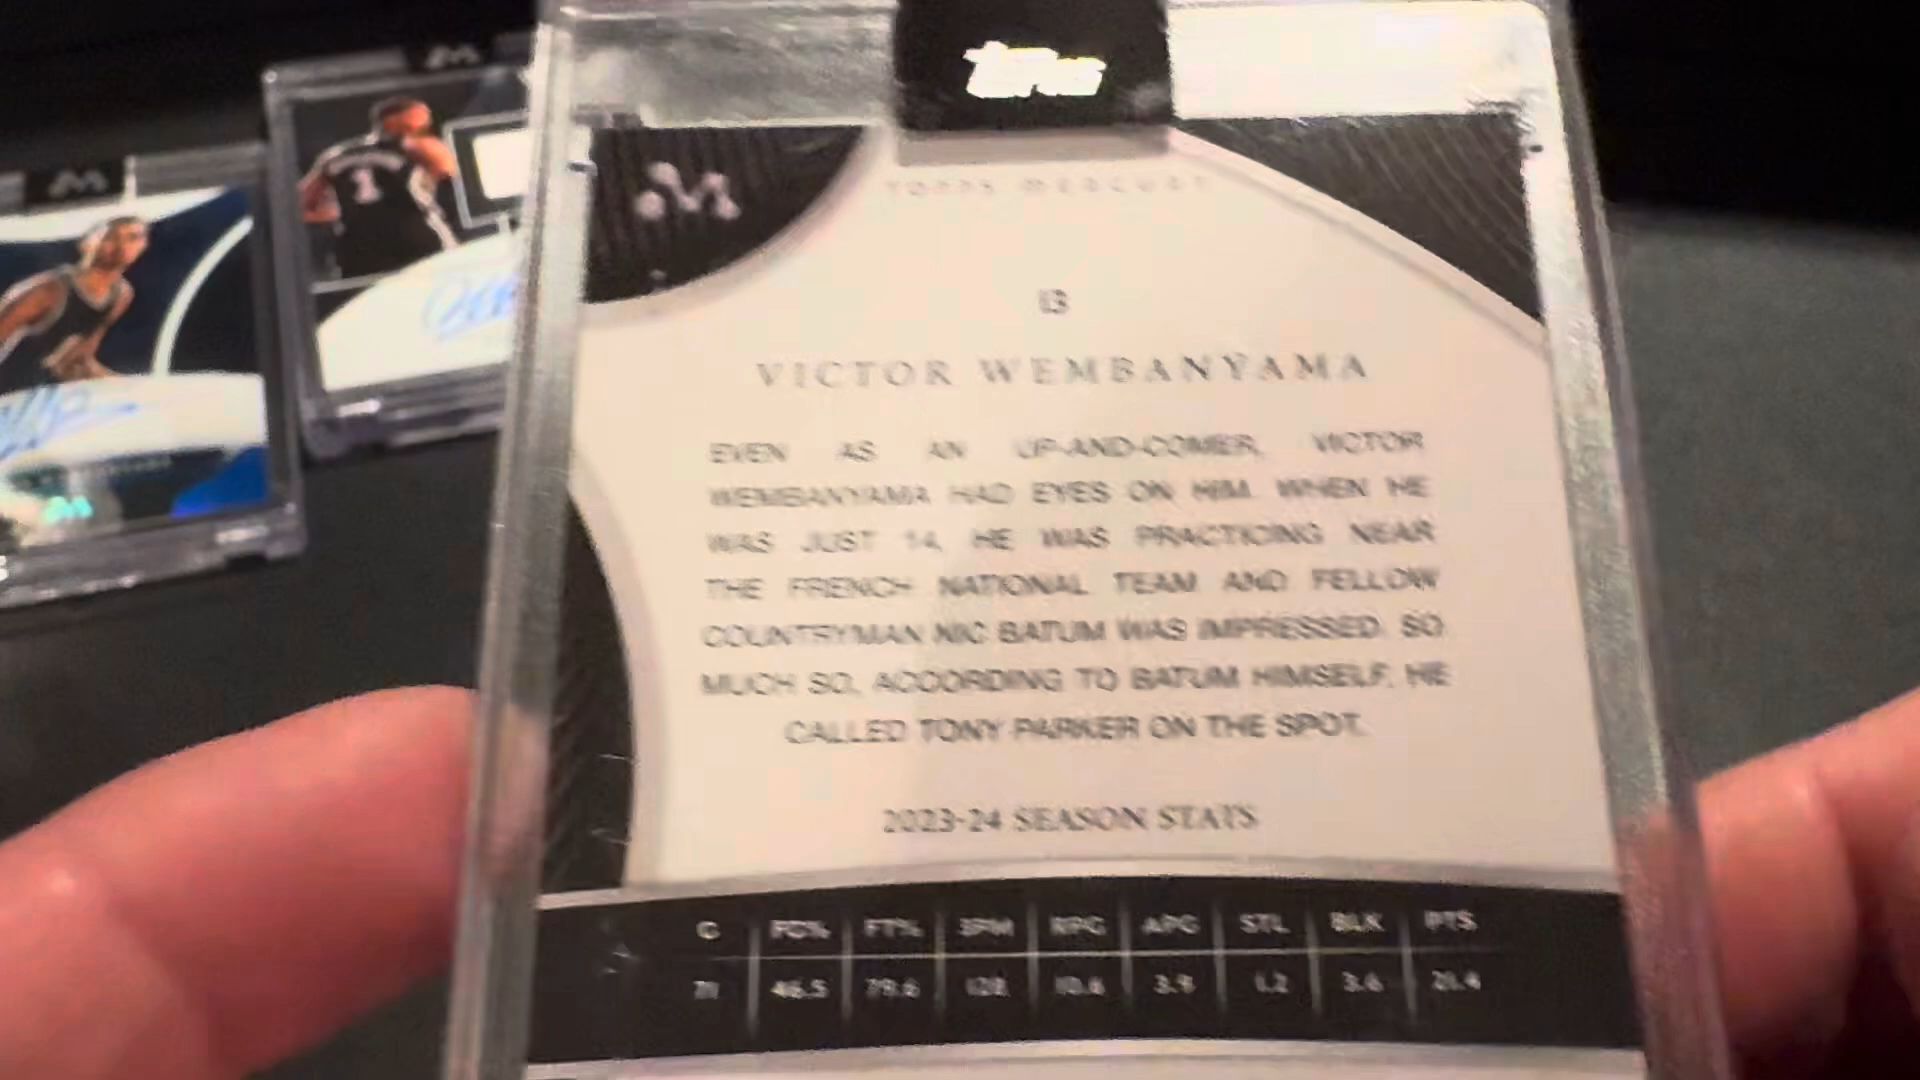 Topps
TOPPS MERCURY
13
VICTOR WEMBANYAMA
EVEN AS AN UP-AND-COMER, VICTOR
WEMBANYAMA HAD EYES ON HIM. WHEN HE
WAS JUST 14, HE WAS PRACTICING NEAR
THE FRENCH NATIONAL TEAM AND FELLOW
COUNTRYMAN NIC BATUM WAS IMPRESSED. SO
MUCH SO, ACCORDING TO BATUM HIMSELF, HE
CALLED TONY PARKER ON THE SPOT.
2023-24 SEASON STATS
G FG% FT% 3PM RPG APG STL BLK PTS
71 46.5 79.6 128 10.6 3.9 1.2 3.6 21.4
1